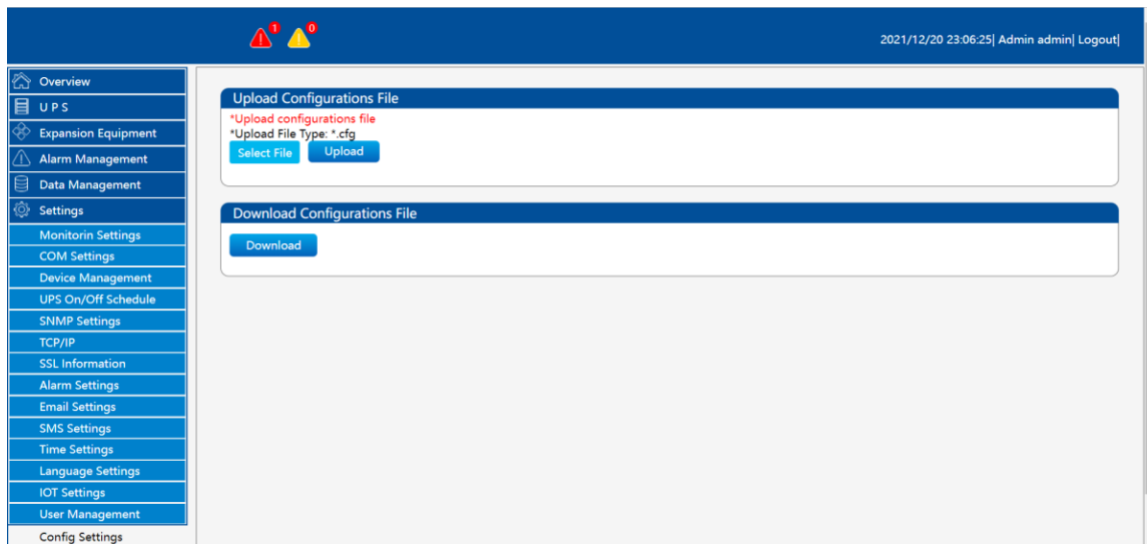 1 0
2021/12/20 23:06:25| Admin admin| Logout|
Overview
U P S
Expansion Equipment
Alarm Management
Data Management
Settings
Monitorin Settings
COM Settings
Device Management
UPS On/Off Schedule
SNMP Settings
TCP/IP
SSL Information
Alarm Settings
Email Settings
SMS Settings
Time Settings
Language Settings
IOT Settings
User Management
Config Settings
Upload Configurations File
*Upload configurations file
*Upload File Type: *.cfg
Select File Upload
Download Configurations File
Download